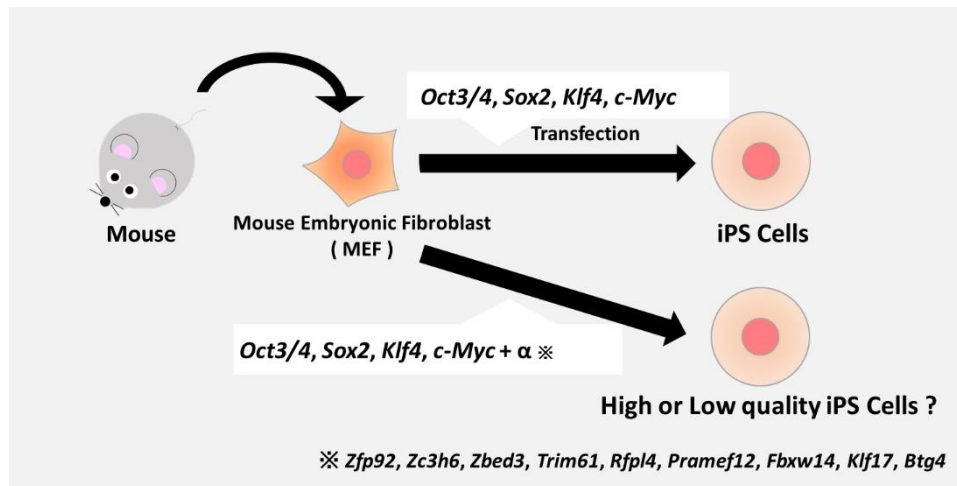 Oct3/4, Sox2, Klf4, c-Myc
Transfection
Mouse
Mouse Embryonic Fibroblast
( MEF )
iPS Cells
Oct3/4, Sox2, Klf4, c-Myc + α ※
High or Low quality iPS Cells ?
※ Zfp92, Zc3h6, Zbed3, Trim61, Rfpl4, Pramef12, Fbxw14, Klf17, Btg4